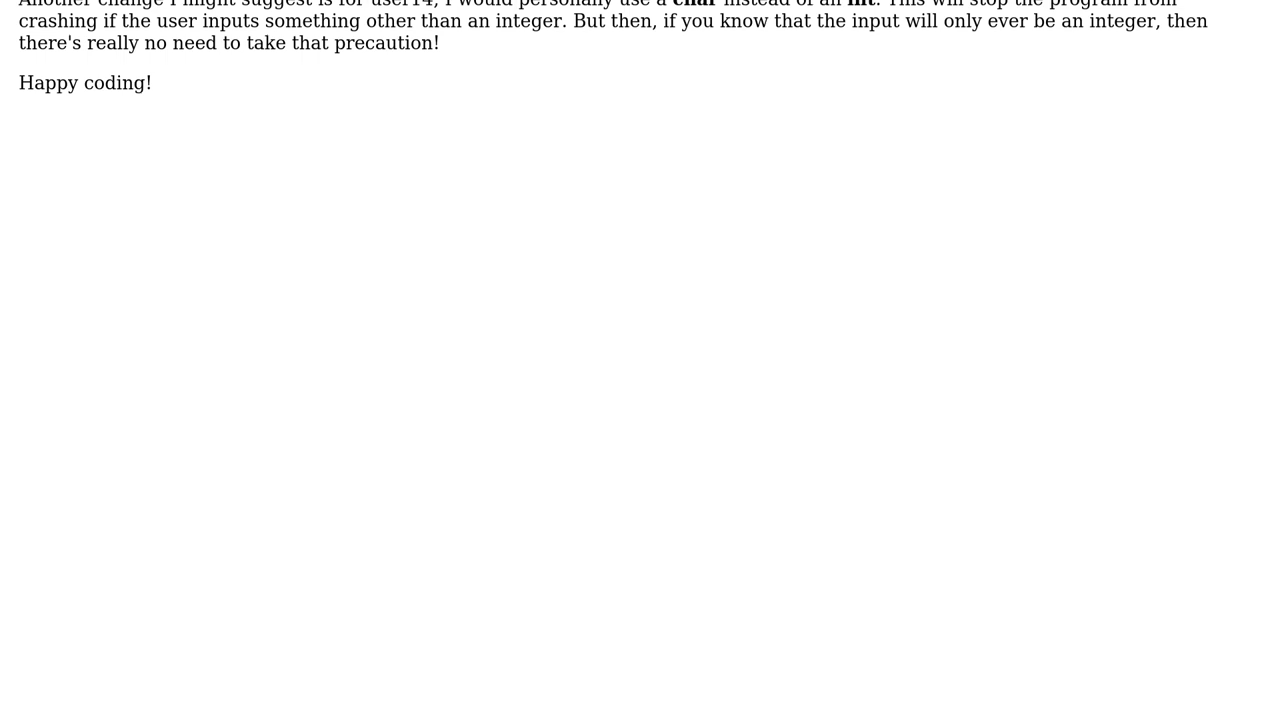 Another change I might suggest is for user14, I would personally use a char instead of an int. This will stop the program from
crashing if the user inputs something other than an integer. But then, if you know that the input will only ever be an integer, then
there's really no need to take that precaution!
Happy coding!